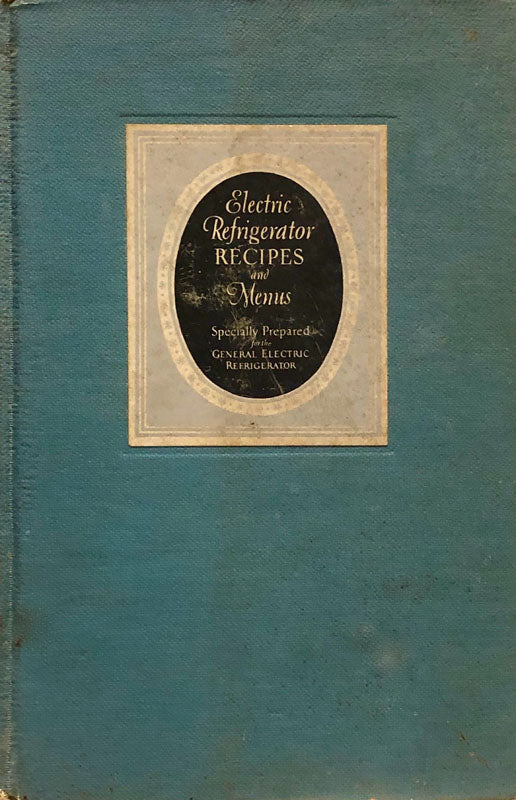 Electric
Refrigerator
RECIPES
and
Menus
Specially Prepared
for the
GENERAL ELECTRIC
REFRIGERATOR